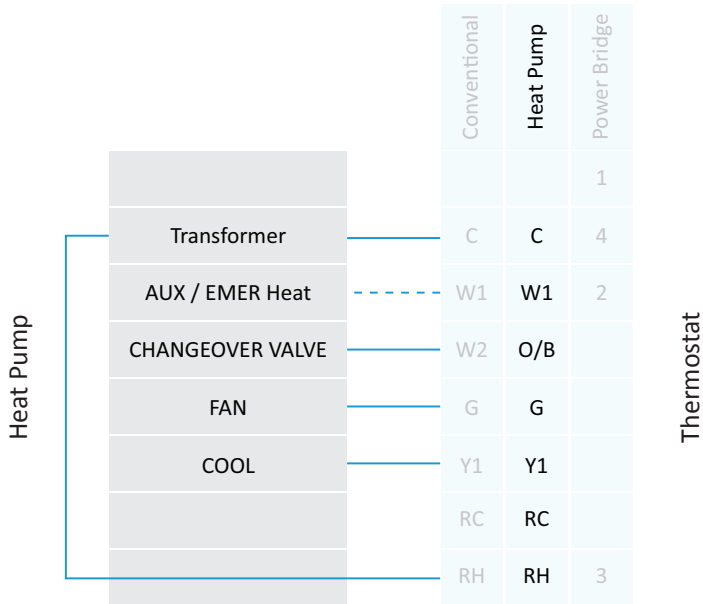 Conventional
Heat Pump
Power Bridge
1
Transformer C C 4
AUX / EMER Heat W1 W1 2
CHANGEOVER VALVE W2 O/B
FAN G G
COOL Y1 Y1
RC RC
RH RH 3
Heat Pump
Thermostat